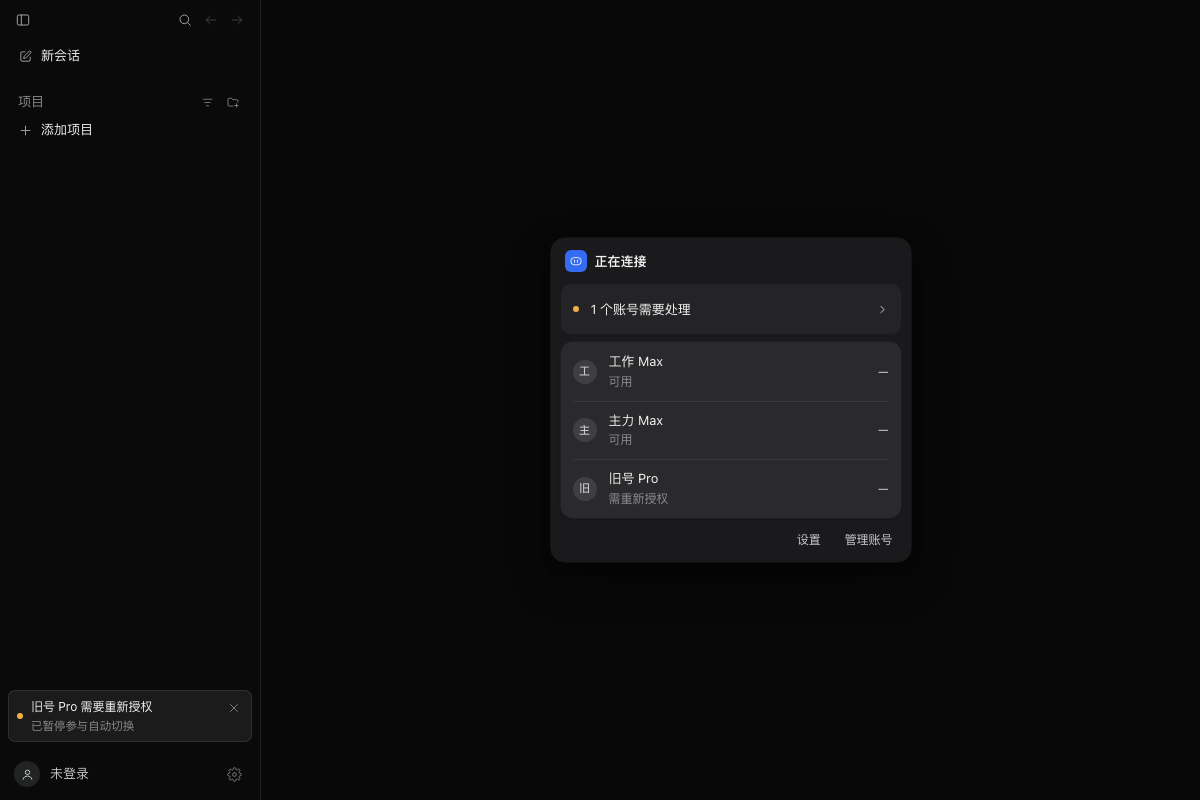 新会话
项目
添加项目
正在连接
1 个账号需要处理
工
工作 Max
可用
主
主力 Max
可用
旧
旧号 Pro
需重新授权
设置
管理账号
旧号 Pro 需要重新授权
已暂停参与自动切换
未登录